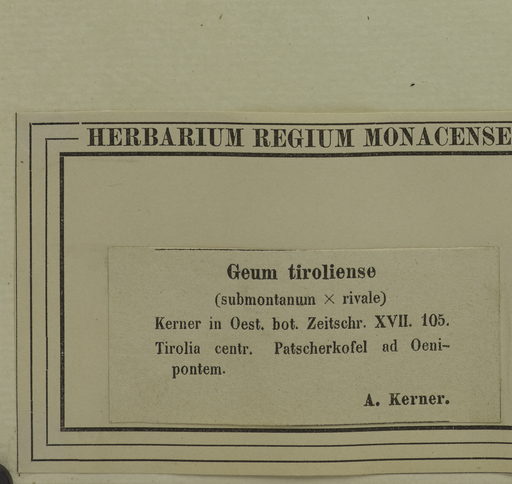 HERBARIUM REGIUM MONACENSE
Geum tiroliense
(submontanum × rivale)
Kerner in Oest. bot. Zeitschr. XVII. 105.
Tirolia centr. Patscherkofel ad Oeni-
pontem.
A. Kerner.